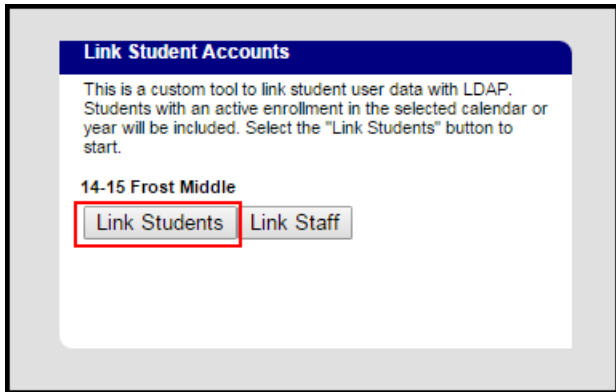 Link Student Accounts
This is a custom tool to link student user data with LDAP.
Students with an active enrollment in the selected calendar or
year will be included. Select the "Link Students" button to
start.
14-15 Frost Middle
Link Students Link Staff